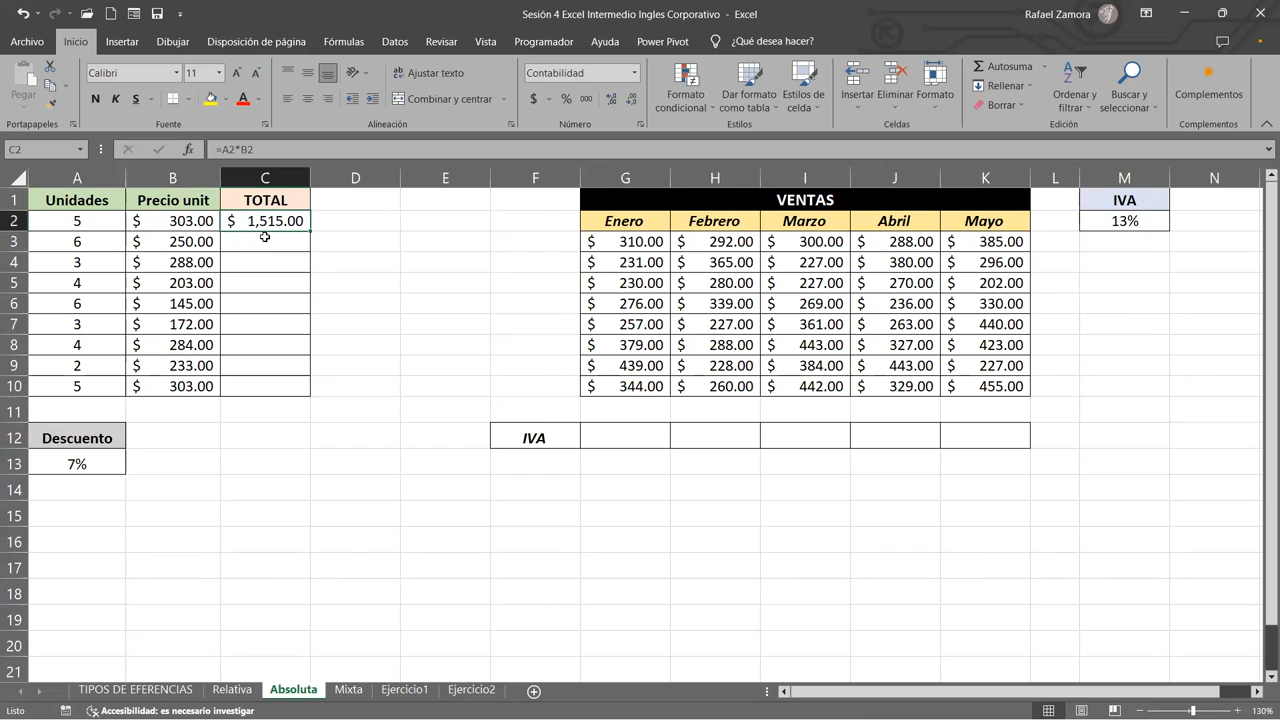 Sesión 4 Excel Intermedio Ingles Corporativo - Excel
Rafael Zamora
Archivo Inicio Insertar Dibujar Disposición de página Fórmulas Datos Revisar Vista Programador Ayuda Power Pivot ¿Qué desea hacer?
Pegar
Calibri 11
N K S
Ajustar texto
Combinar y centrar
Contabilidad
$ % 000
Formato condicional
Dar formato como tabla
Estilos de celda
Insertar Eliminar Formato
Autosuma
Rellenar
Borrar
Ordenar y filtrar
Buscar y seleccionar
Complementos
Portapapeles Fuente Alineación Número Estilos Celdas Edición Complementos
C2 fx =A2*B2
A B C D E F G H I J K L M N
1 Unidades Precio unit TOTAL VENTAS IVA
2 5 $ 303.00 $ 1,515.00 Enero Febrero Marzo Abril Mayo 13%
3 6 $ 250.00 $ 310.00 $ 292.00 $ 300.00 $ 288.00 $ 385.00
4 3 $ 288.00 $ 231.00 $ 365.00 $ 227.00 $ 380.00 $ 296.00
5 4 $ 203.00 $ 230.00 $ 280.00 $ 227.00 $ 270.00 $ 202.00
6 6 $ 145.00 $ 276.00 $ 339.00 $ 269.00 $ 236.00 $ 330.00
7 3 $ 172.00 $ 257.00 $ 227.00 $ 361.00 $ 263.00 $ 440.00
8 4 $ 284.00 $ 379.00 $ 288.00 $ 443.00 $ 327.00 $ 423.00
9 2 $ 233.00 $ 439.00 $ 228.00 $ 384.00 $ 443.00 $ 227.00
10 5 $ 303.00 $ 344.00 $ 260.00 $ 442.00 $ 329.00 $ 455.00
11
12 Descuento IVA
13 7%
14
15
16
17
18
19
20
21
TIPOS DE EFERENCIAS Relativa Absoluta Mixta Ejercicio1 Ejercicio2
Listo Accesibilidad: es necesario investigar 130%